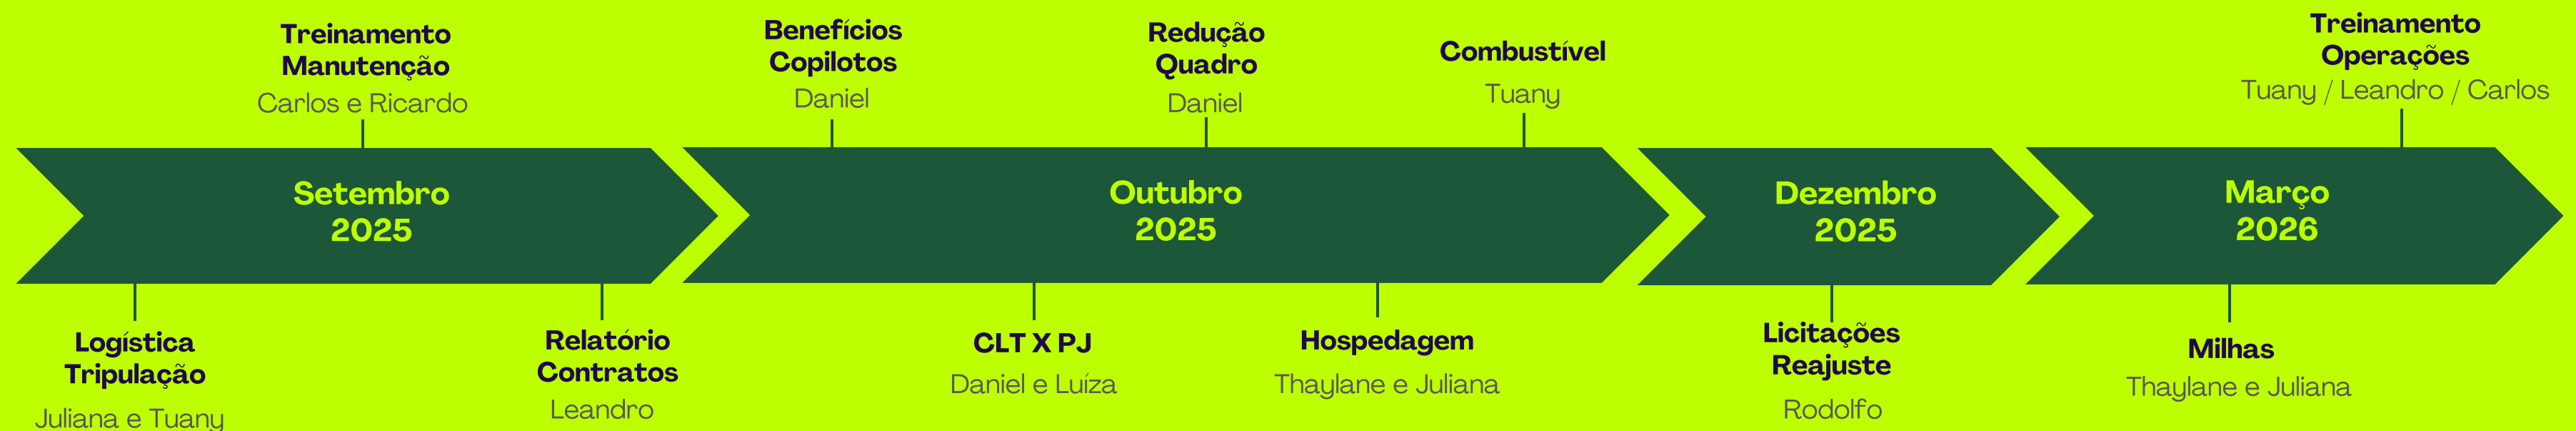 Treinamento
Manutenção
Carlos e Ricardo
Benefícios
Copilotos
Daniel
Redução
Quadro
Daniel
Combustível
Tuany
Treinamento
Operações
Tuany / Leandro / Carlos
Setembro
2025
Outubro
2025
Dezembro
2025
Março
2026
Logística
Tripulação
Juliana e Tuany
Relatório
Contratos
Leandro
CLT X PJ
Daniel e Luíza
Hospedagem
Thaylane e Juliana
Licitações
Reajuste
Rodolfo
Milhas
Thaylane e Juliana